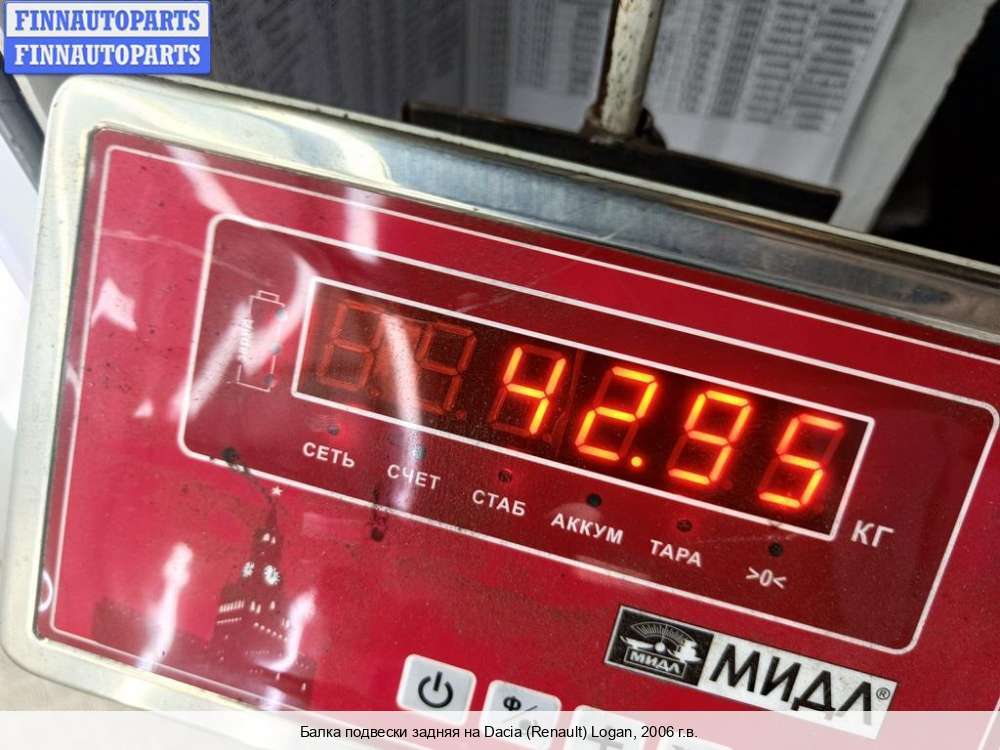 FINNAUTOPARTS
FINNAUTOPARTS
42.95
КГ
СЕТЬ СЧЕТ СТАБ АККУМ ТАРА >0<
МИДЛ МИДЛ®
Балка подвески задняя на Dacia (Renault) Logan, 2006 г.в.